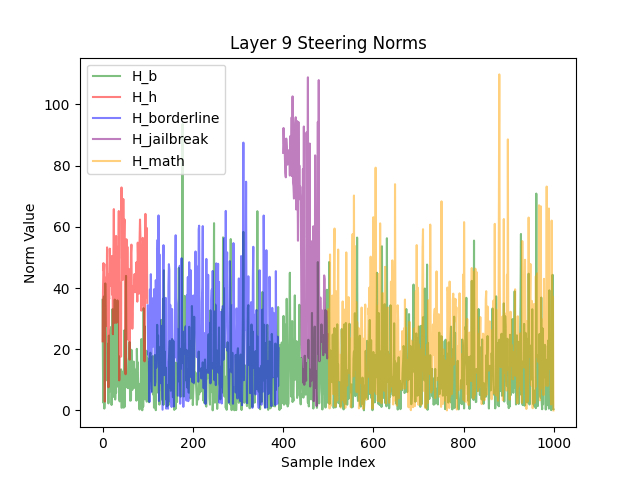 Layer 9 Steering Norms
H_b
H_h
H_borderline
H_jailbreak
H_math
Norm Value
100
80
60
40
20
0
0 200 400 600 800 1000
Sample Index